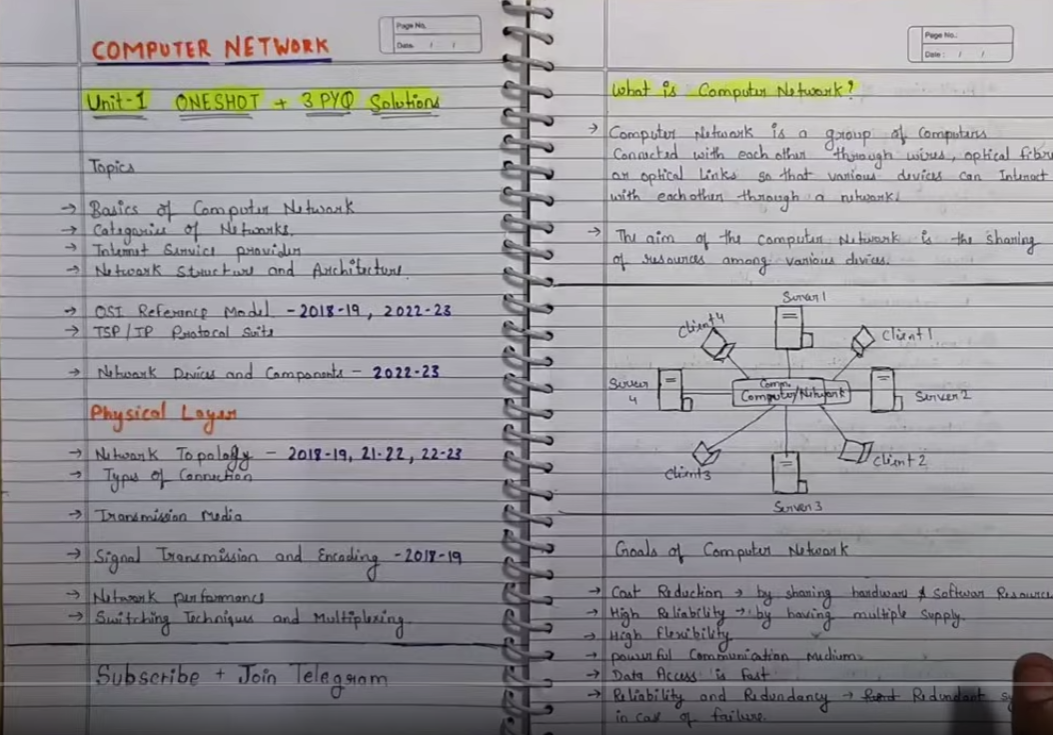 Page No.
Date: / /
COMPUTER NETWORK
Unit-1 ONESHOT + 3 PYQ Solutions
Topics
→ Basics of Computer Network
→ Categories of Networks.
→ Internet Service provider
→ Network Structure and Architecture.
→ OSI Reference Model - 2018-19, 2022-23
→ TSP/IP Protocol Suite
→ Network Devices and Components - 2022-23
Physical Layer
→ Network Topology - 2018-19, 21-22, 22-23
→ Types of Connection
→ Transmission Media
→ Signal Transmission and Encoding - 2018-19
→ Network performance
→ Switching Techniques and Multiplexing.
Subscribe + Join Telegram
Page No.:
Date: / /
What is Computer Network?
→ Computer Network is a group of computers
Connected with each other through wires, optical fibre
or optical Links so that various devices can Interact
with each other through a network.
→ The aim of the computer Network is the sharing
of resources among various devices.
Server 1
Client 4
Client 1
Server 4
Comm.
Computer/Network
Server 2
Client 3
Client 2
Server 3
Goals of Computer Network
→ Cost Reduction → by sharing hardware & Software Resource
→ High Reliability → by having multiple supply.
→ High Flexibility.
→ powerful Communication Medium.
→ Data Access is Fast
→ Reliability and Redundancy → Redundant
in case of failure.